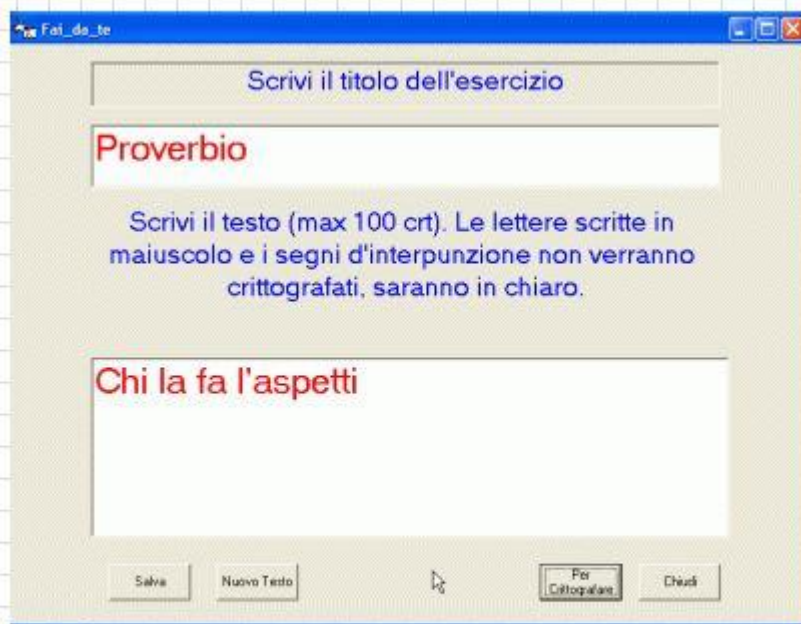 Fai_da_te
Scrivi il titolo dell'esercizio
Proverbio
Scrivi il testo (max 100 crt). Le lettere scritte in
maiuscolo e i segni d'interpunzione non verranno
crittografati, saranno in chiaro.
Chi la fa l'aspetti
Salva
Nuovo Testo
Per
Crittografare
Chiudi